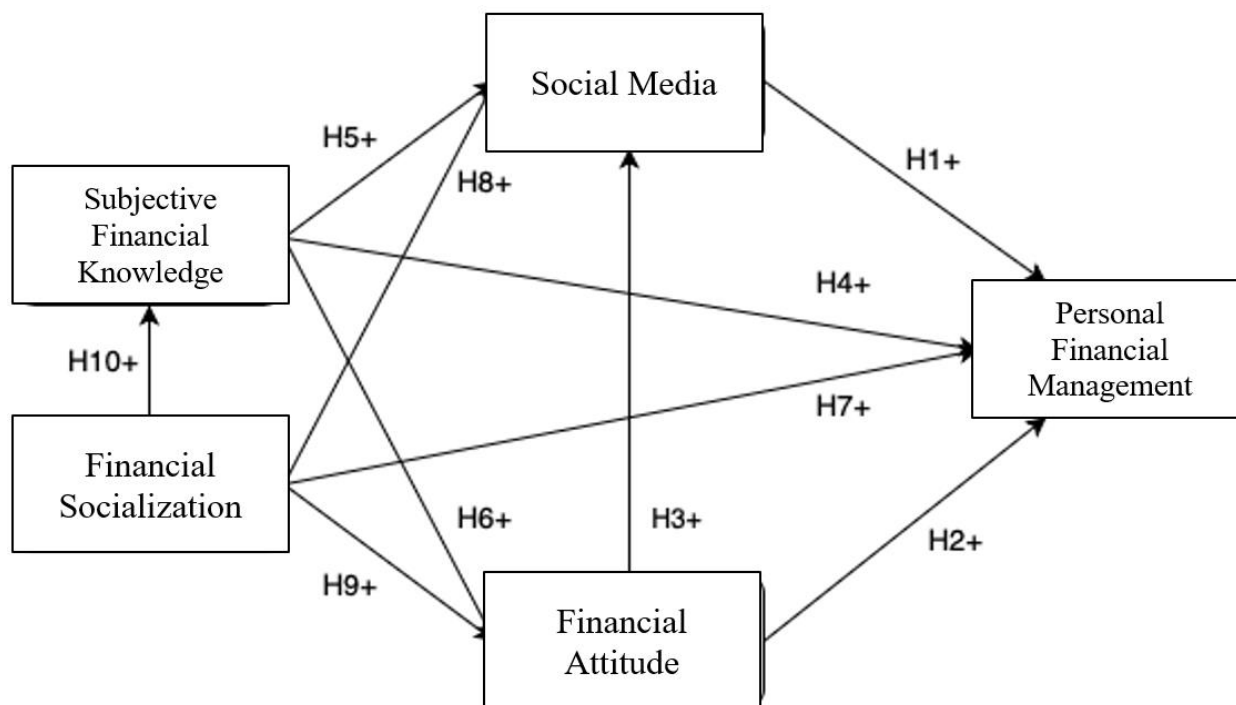 Social Media
H5+
H1+
H8+
Subjective
Financial
Knowledge
H4+
Personal
Financial
Management
H10+
H7+
Financial
Socialization
H6+
H3+
H2+
H9+
Financial
Attitude